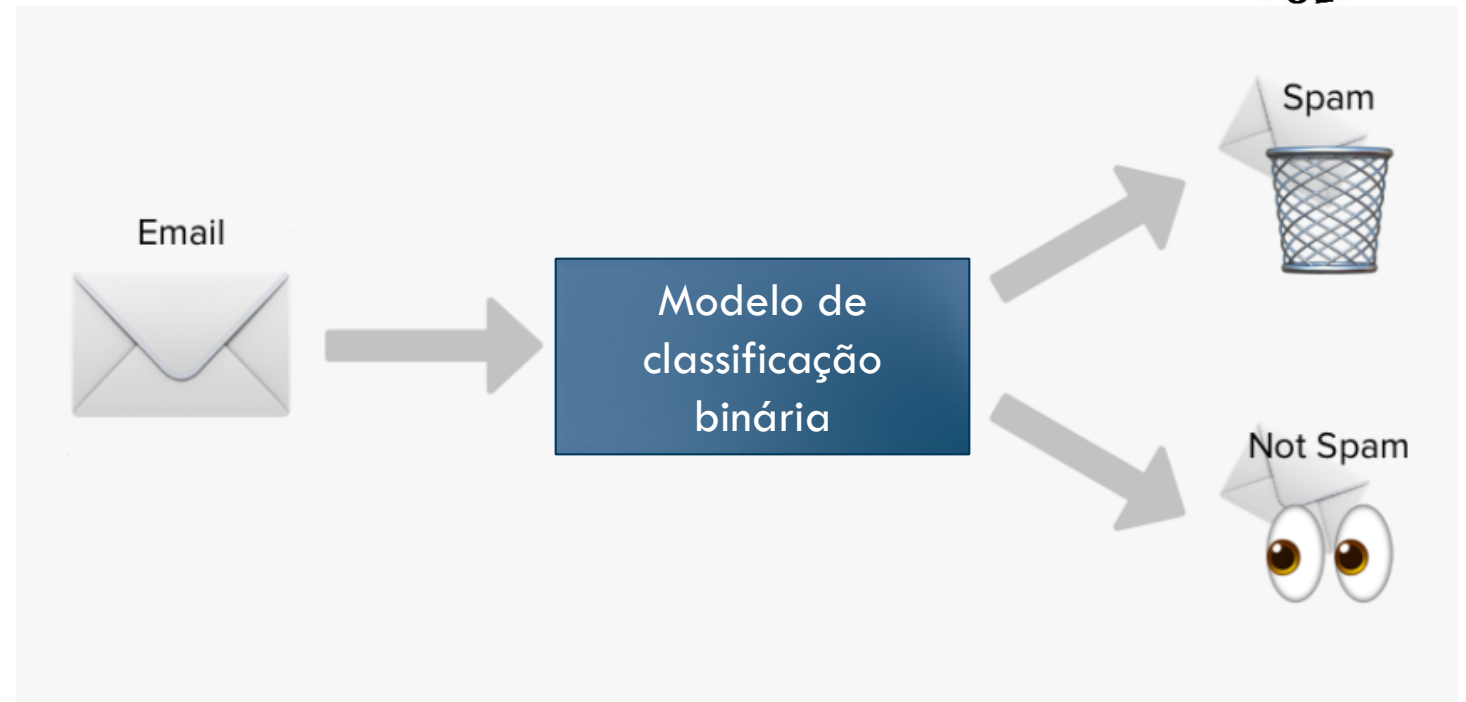 Spam
Email
Modelo de
classificação
binária
Not Spam